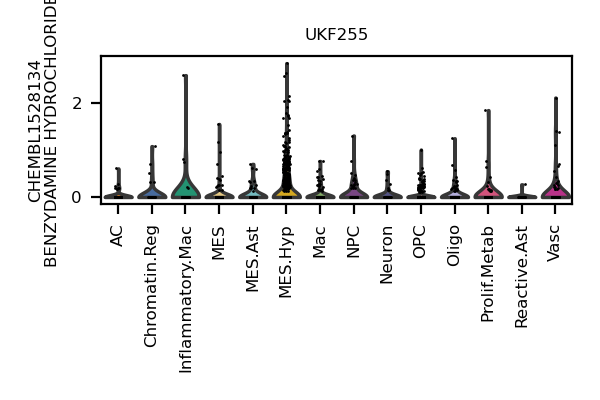 UKF255
CHEMBL1528134
BENZYDAMINE HYDROCHLORIDE
2
0
AC
Chromatin.Reg
Inflammatory.Mac
MES
MES.Ast
MES.Hyp
Mac
NPC
Neuron
OPC
Oligo
Prolif.Metab
Reactive.Ast
Vasc